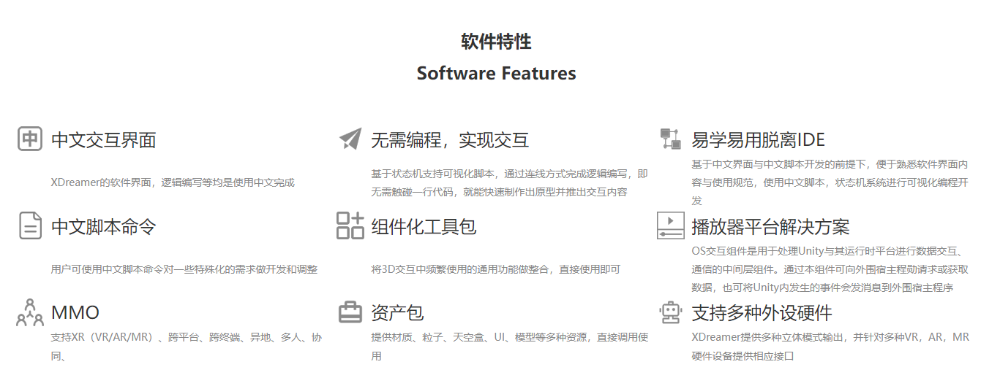 软件特性
Software Features
中
中文交互界面
XDreamer的软件界面，逻辑编写等均是使用中文完成
无需编程，实现交互
基于状态机支持可视化脚本，通过连线方式完成逻辑编写，即
无需触碰一行代码，就能快速制作出原型并推出交互内容
易学易用脱离IDE
基于中文界面与中文脚本开发的前提下，便于熟悉软件界面内
容与使用规范，使用中文脚本，状态机系统进行可视化编程开
发
中文脚本命令
用户可使用中文脚本命令对一些特殊化的需求做开发和调整
组件化工具包
将3D交互中频繁使用的通用功能做整合，直接使用即可
播放器平台解决方案
OS交互组件是用于处理Unity与其运行时平台进行数据交互、
通信的中间层组件。通过本组件可向外围宿主程勋请求或获取
数据，也可将Unity内发生的事件会发消息到外围宿主程序
MMO
支持XR（VR/AR/MR）、跨平台、跨终端、异地、多人、协
同、
资产包
提供材质、粒子、天空盒、UI、模型等多种资源，直接调用使
用
支持多种外设硬件
XDreamer提供多种立体模式输出，并针对多种VR，AR，MR
硬件设备提供相应接口